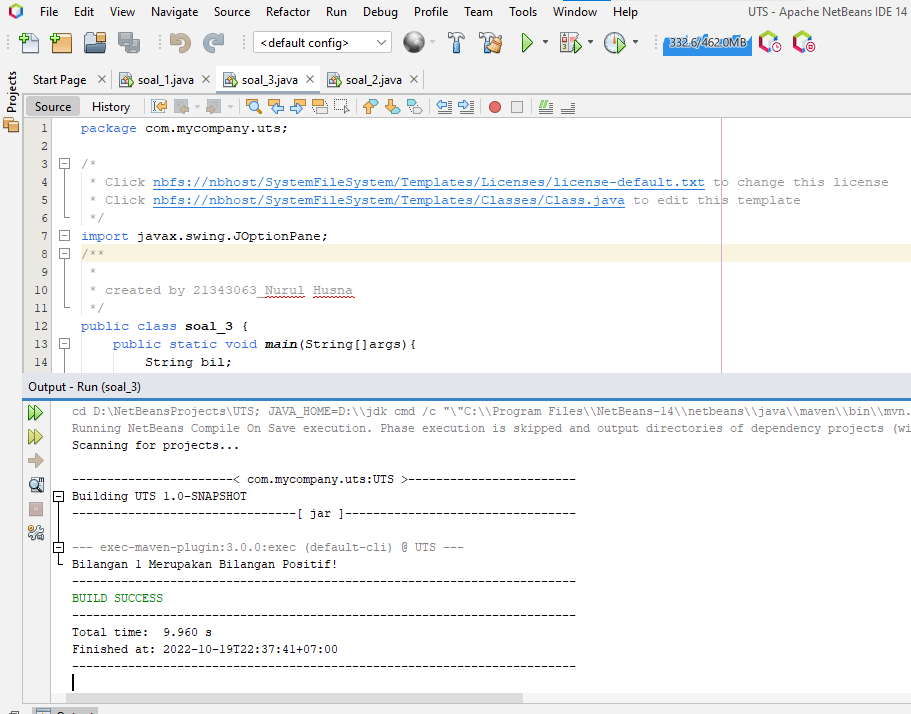 File Edit View Navigate Source Refactor Run Debug Profile Team Tools Window Help UTS - Apache NetBeans IDE 14
<default config> 332.6/462.0MB
Projects
Start Page soal_1.java soal_3.java soal_2.java
Source History
1 package com.mycompany.uts;
2
3 /*
4 * Click nbfs://nbhost/SystemFileSystem/Templates/Licenses/license-default.txt to change this license
5 * Click nbfs://nbhost/SystemFileSystem/Templates/Classes/Class.java to edit this template
6 */
7 import javax.swing.JOptionPane;
8 /**
9 *
10 * created by 21343063_Nurul Husna
11 */
12 public class soal_3 {
13 public static void main(String[]args){
14 String bil;
Output - Run (soal_3)
cd D:\NetBeansProjects\UTS; JAVA_HOME=D:\\jdk cmd /c "\"C:\\Program Files\\NetBeans-14\\netbeans\\java\\maven\\bin\\mvn.
Running NetBeans Compile On Save execution. Phase execution is skipped and output directories of dependency projects (wi
Scanning for projects...
-----------------------< com.mycompany.uts:UTS >------------------------
Building UTS 1.0-SNAPSHOT
--------------------------------[ jar ]---------------------------------
--- exec-maven-plugin:3.0.0:exec (default-cli) @ UTS ---
Bilangan 1 Merupakan Bilangan Positif!
------------------------------------------------------------------------
BUILD SUCCESS
------------------------------------------------------------------------
Total time:  9.960 s
Finished at: 2022-10-19T22:37:41+07:00
------------------------------------------------------------------------